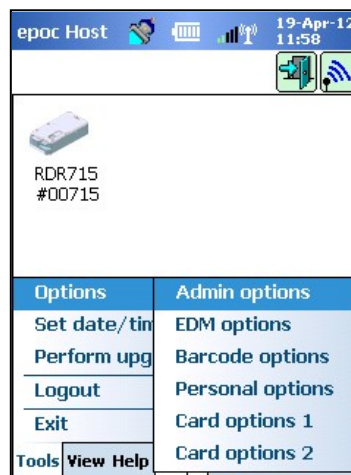 epoc Host
19-Apr-12
11:58
RDR715
#00715
Options
Set date/tim
Perform upg
Logout
Exit
Admin options
EDM options
Barcode options
Personal options
Card options 1
Card options 2
Tools View Help